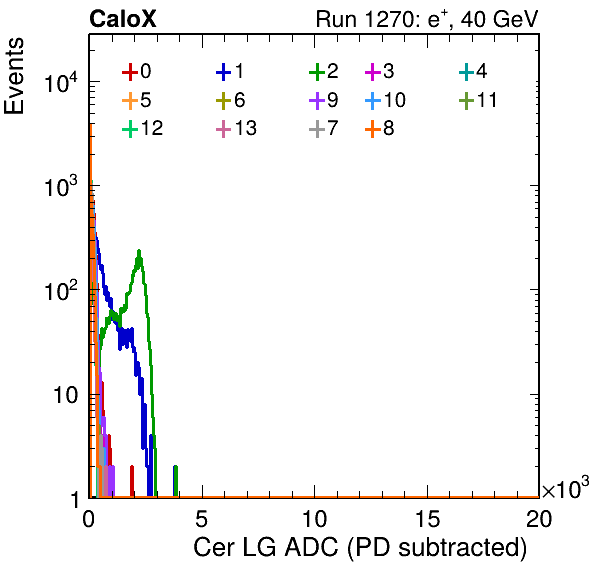 CaloX Run 1270: e⁺, 40 GeV
Events
0 1 2 3 4
5 6 9 10 11
12 13 7 8
10⁴
10³
10²
10
1
0 5 10 15 20
×10³
Cer LG ADC (PD subtracted)